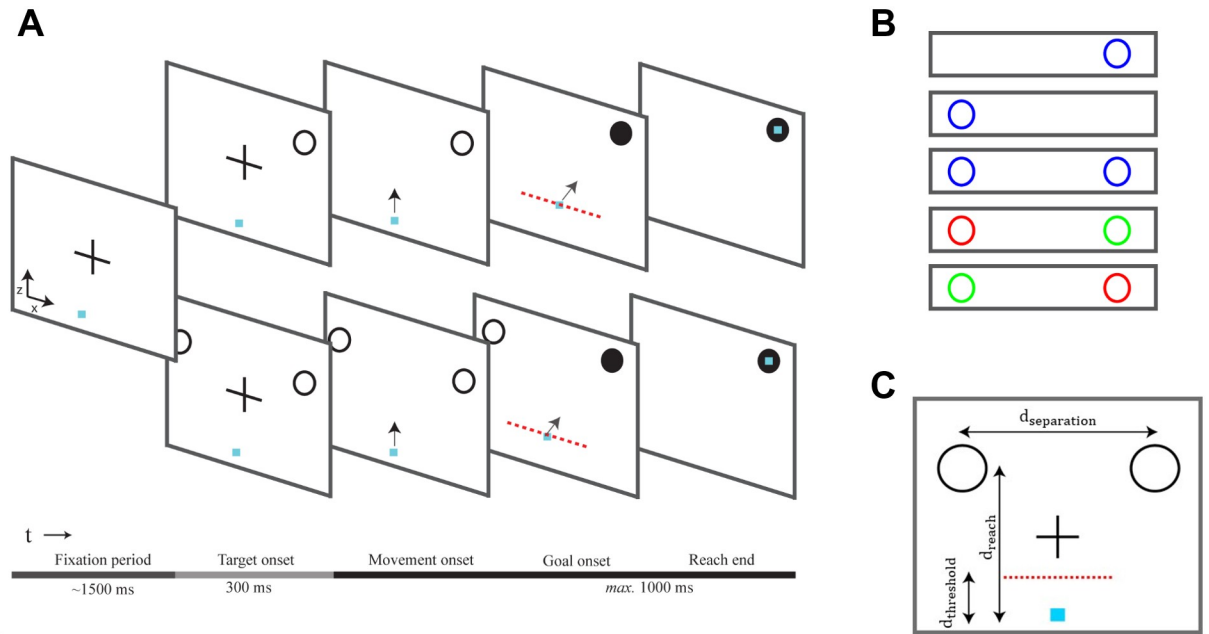 A
z
x
t
Fixation period
Target onset
Movement onset
Goal onset
Reach end
~1500 ms
300 ms
max. 1000 ms
B
C
dseparation
dreach
dthreshold